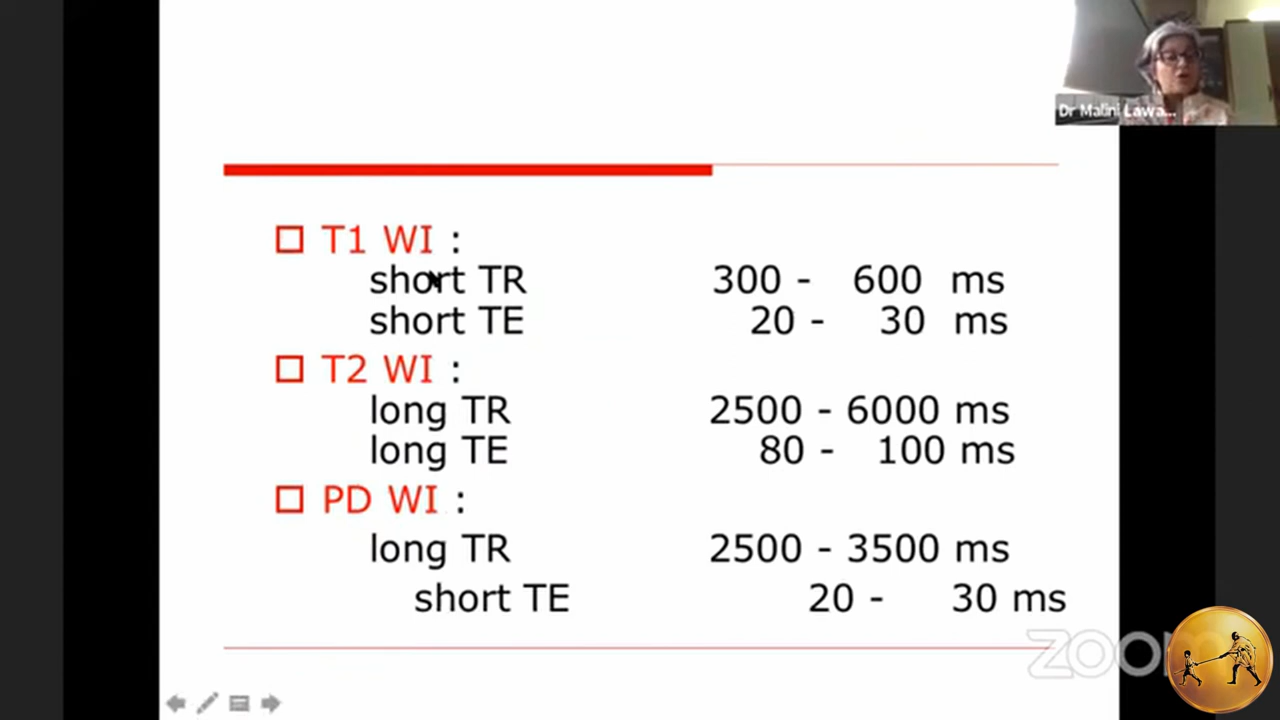 Dr Malini Lawa...
T1 WI :
short TR 300 - 600 ms
short TE 20 - 30 ms
T2 WI :
long TR 2500 - 6000 ms
long TE 80 - 100 ms
PD WI :
long TR 2500 - 3500 ms
short TE 20 - 30 ms
zoom